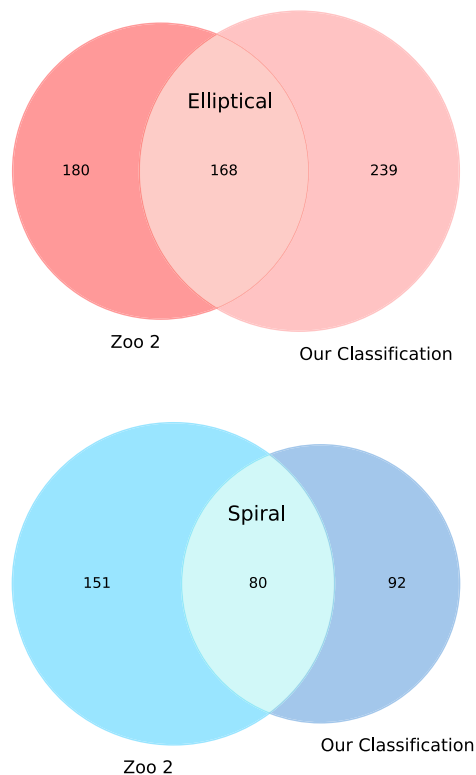 Elliptical
180 168 239
Zoo 2
Our Classification
Spiral
151 80 92
Our Classification
Zoo 2